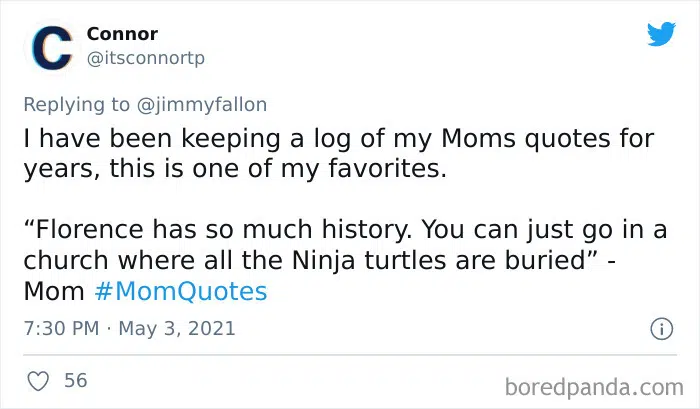 Connor
@itsconnortp
Replying to @jimmyfallon
I have been keeping a log of my Moms quotes for
years, this is one of my favorites.
“Florence has so much history. You can just go in a
church where all the Ninja turtles are buried” -
Mom #MomQuotes
7:30 PM · May 3, 2021
56
boredpanda.com